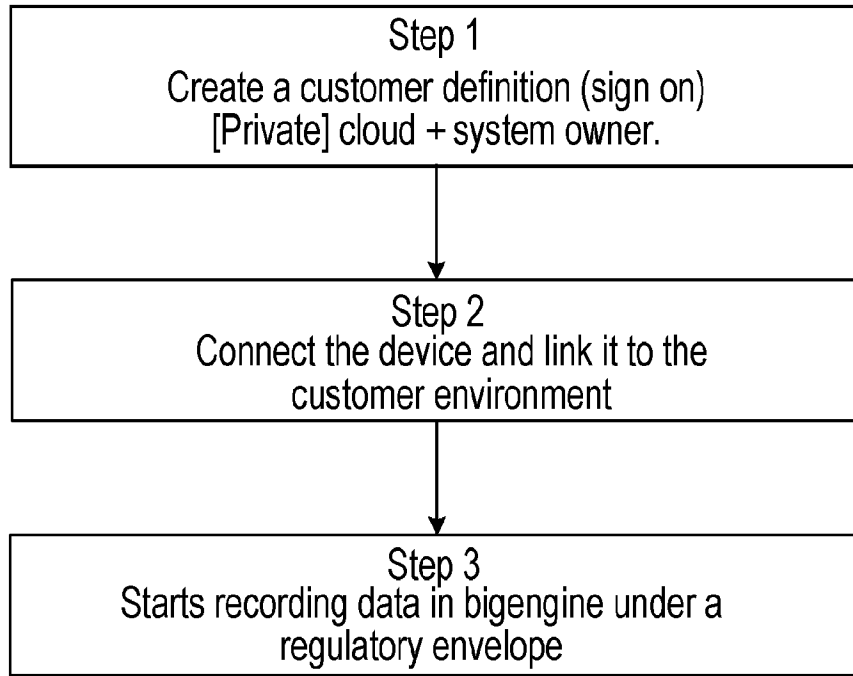 Step 1
Create a customer definition (sign on)
[Private] cloud + system owner.
Step 2
Connect the device and link it to the
customer environment
Step 3
Starts recording data in bigengine under a
regulatory envelope